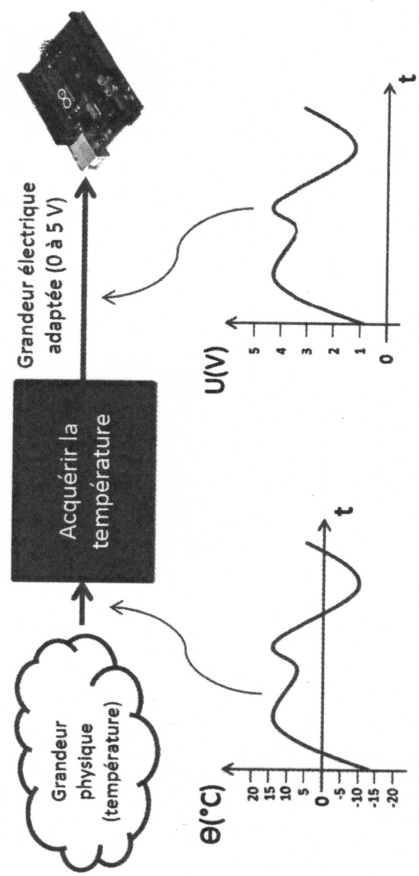 Grandeur
physique
(température)
Acquérir la
température
Grandeur électrique
adaptée (0 à 5 V)
Θ(°C)
20
15
10
5
0
-5
-10
-15
-20
t
U(V)
5
4
3
2
1
0
t